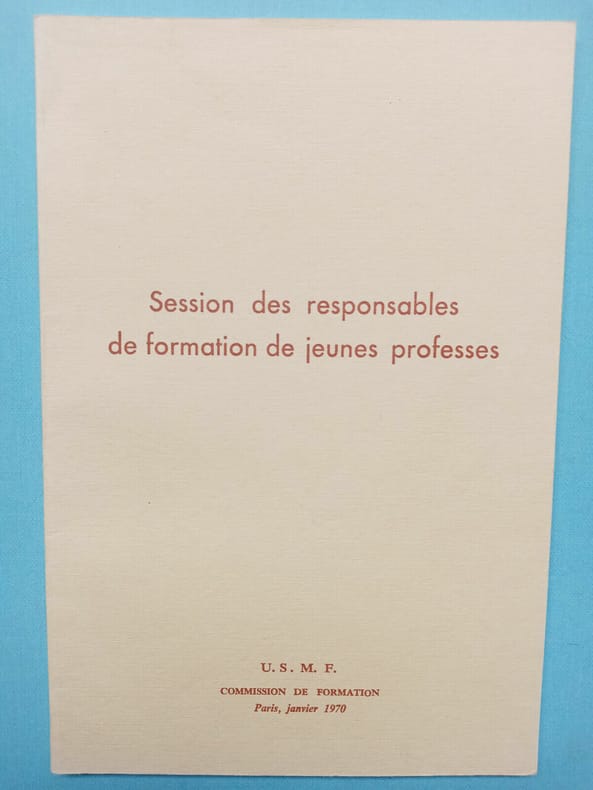 Session des responsables
de formation de jeunes professes
U. S. M. F.
COMMISSION DE FORMATION
Paris, janvier 1970